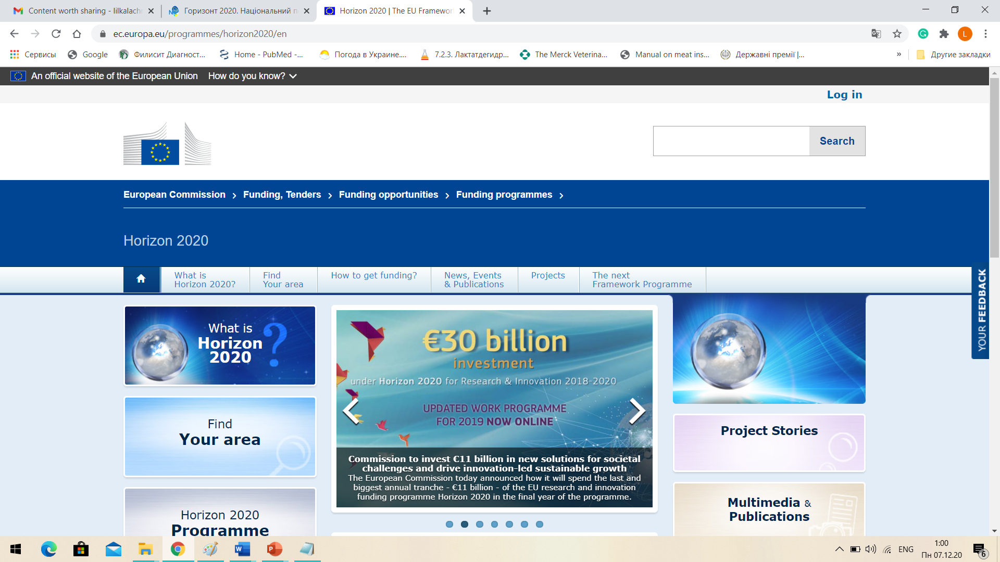 Content worth sharing - lilkalach
Горизонт 2020. Національний п
Horizon 2020 | The EU Framewor
ec.europa.eu/programmes/horizon2020/en
L
Сервисы
Google
Филисит Диагност...
Home - PubMed -...
Погода в Украине....
7.2.3. Лактатдегидр...
The Merck Veterina...
Manual on meat ins...
Державні премії |...
»
Другие закладки
An official website of the European Union
How do you know?
Log in
Search
European Commission > Funding, Tenders > Funding opportunities > Funding programmes >
Horizon 2020
What is
Horizon 2020?
Find
Your area
How to get funding?
News, Events
& Publications
Projects
The next
Framework Programme
YOUR FEEDBACK
What is
Horizon
2020
?
Find
Your area
Horizon 2020
Programme
€30 billion
investment
under Horizon 2020 for Research & Innovation 2018-2020
UPDATED WORK PROGRAMME
FOR 2019 NOW ONLINE
Commission to invest €11 billion in new solutions for societal
challenges and drive innovation-led sustainable growth
The European Commission today announced how it will spend the last and
biggest annual tranche - €11 billion - of the EU research and innovation
funding programme Horizon 2020 in the final year of the programme.
Project Stories
Multimedia &
Publications
ENG
1:00
Пн 07.12.20
6